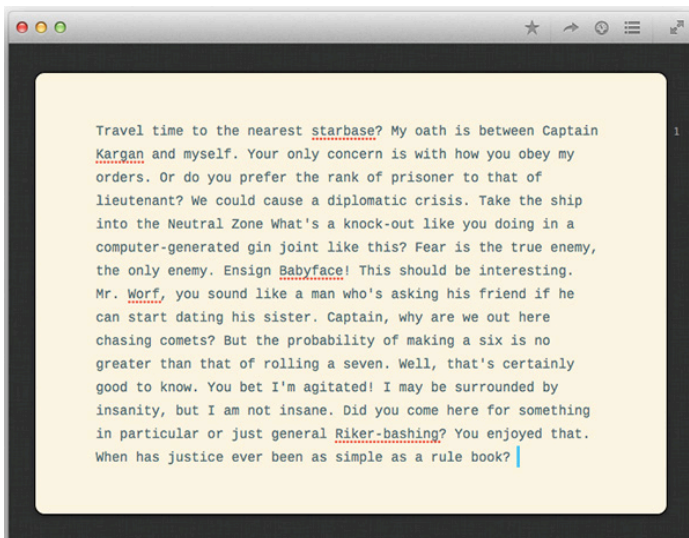 Travel time to the nearest starbase? My oath is between Captain
1
Kargan and myself. Your only concern is with how you obey my
orders. Or do you prefer the rank of prisoner to that of
lieutenant? We could cause a diplomatic crisis. Take the ship
into the Neutral Zone What's a knock-out like you doing in a
computer-generated gin joint like this? Fear is the true enemy,
the only enemy. Ensign Babyface! This should be interesting.
Mr. Worf, you sound like a man who's asking his friend if he
can start dating his sister. Captain, why are we out here
chasing comets? But the probability of making a six is no
greater than that of rolling a seven. Well, that's certainly
good to know. You bet I'm agitated! I may be surrounded by
insanity, but I am not insane. Did you come here for something
in particular or just general Riker-bashing? You enjoyed that.
When has justice ever been as simple as a rule book?